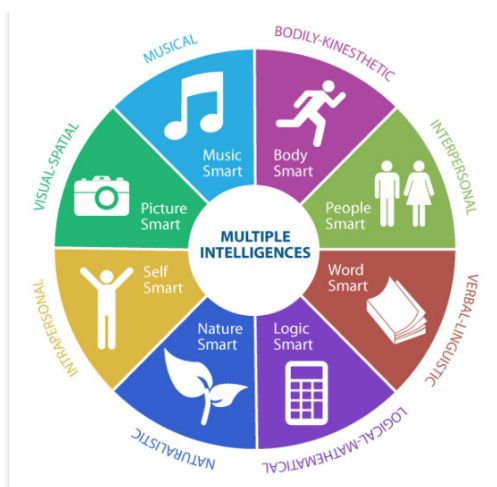 MUSICAL
BODILY-KINESTHETIC
INTERPERSONAL
VERBAL-LINGUISTIC
LOGICAL-MATHEMATICAL
NATURALISTIC
INTRAPERSONAL
VISUAL-SPATIAL
Music
Smart
Body
Smart
People
Smart
Word
Smart
Logic
Smart
Nature
Smart
Self
Smart
Picture
Smart
MULTIPLE
INTELLIGENCES